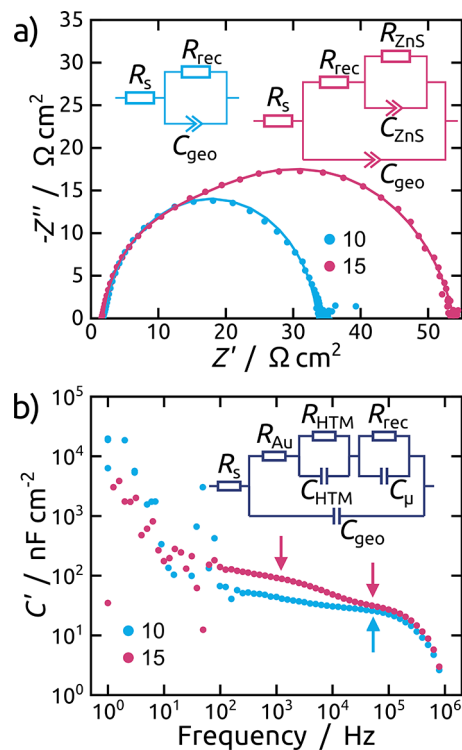 a)
35
30
25
20
15
10
5
0
-Z″ / Ω cm²
R_rec
R_s
C_geo
R_ZnS
R_rec
R_s
C_ZnS
C_geo
10
15
0 10 20 30 40 50
Z′ / Ω cm²
b)
10⁵
10⁴
10³
10²
10¹
10⁰
C′ / nF cm⁻²
R_HTM R_rec
R_Au
R_s
C_HTM C_μ
C_geo
10
15
10⁰ 10¹ 10² 10³ 10⁴ 10⁵ 10⁶
Frequency / Hz